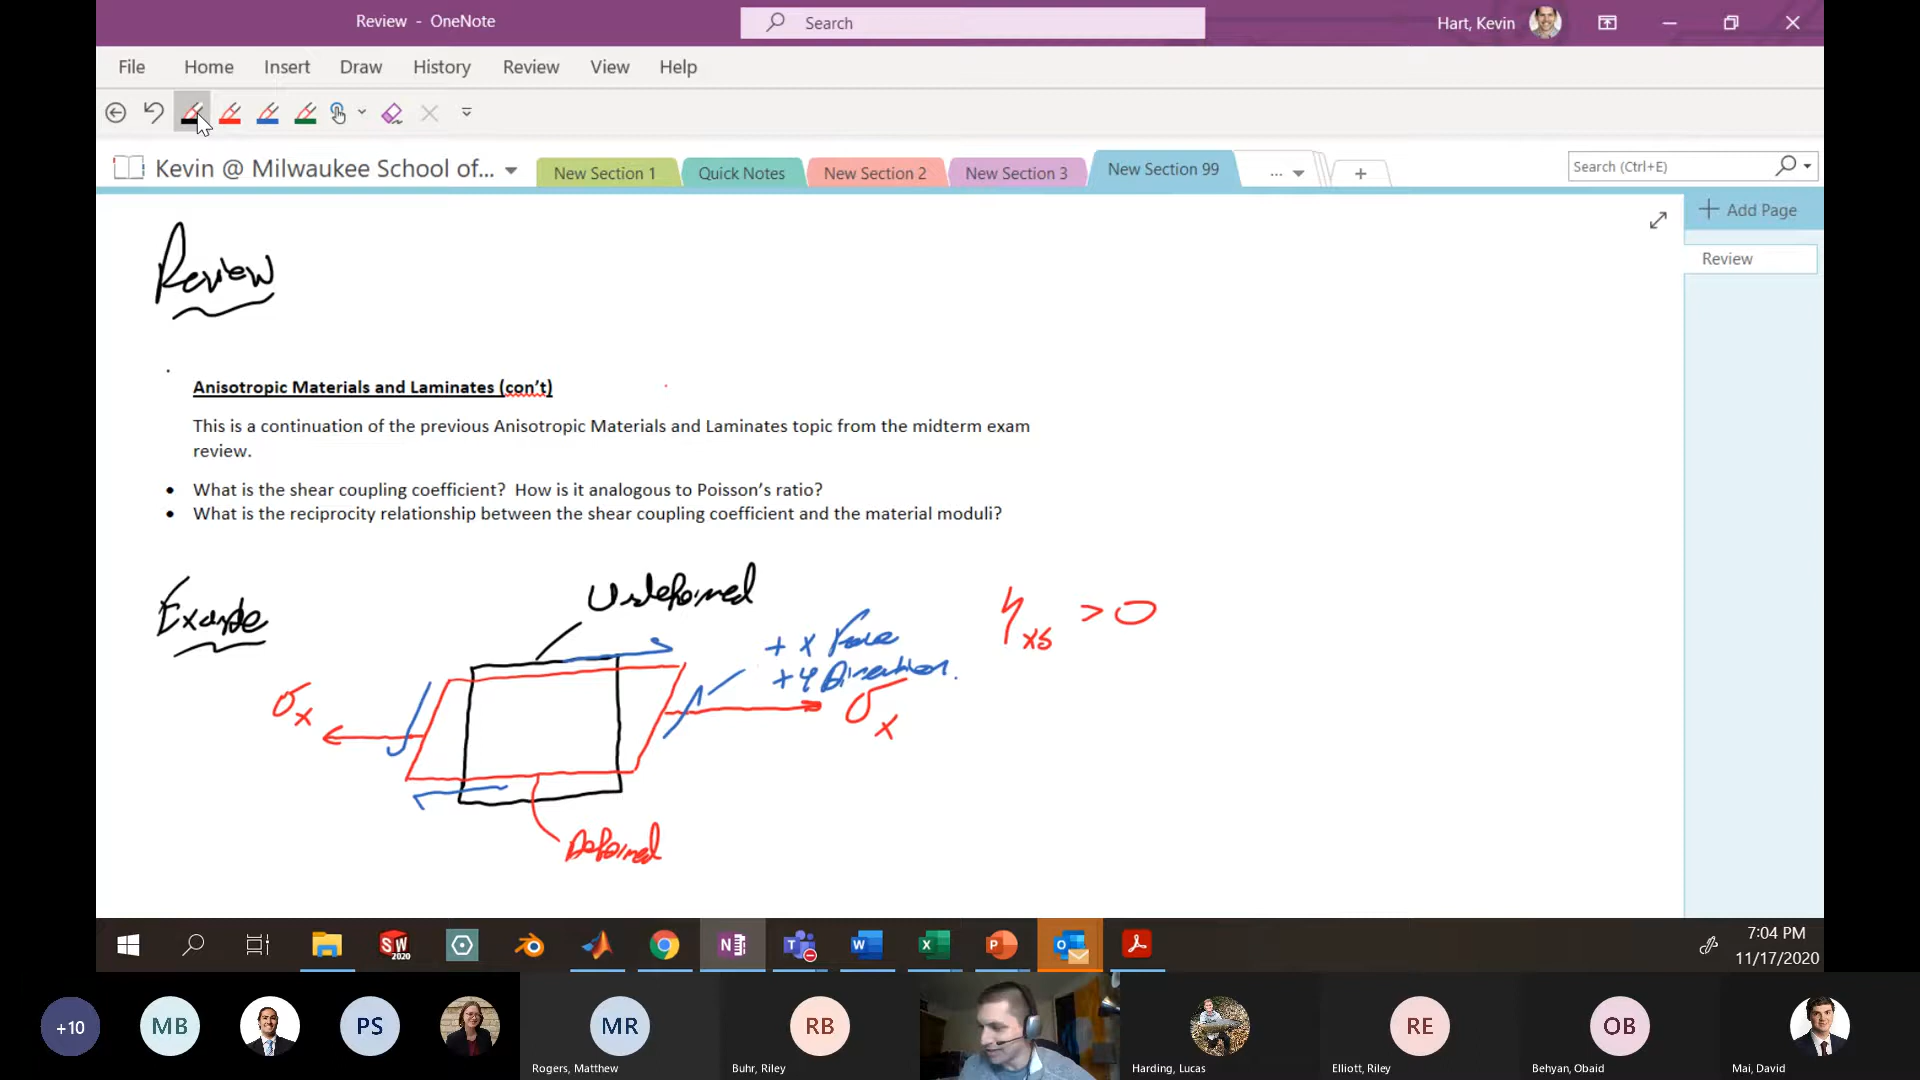 Review - OneNote
Search
Hart, Kevin
File Home Insert Draw History Review View Help
Kevin @ Milwaukee School of...
New Section 1
Quick Notes
New Section 2
New Section 3
New Section 99
...
Search (Ctrl+E)
Add Page
Review
Review
Anisotropic Materials and Laminates (con't)
This is a continuation of the previous Anisotropic Materials and Laminates topic from the midterm exam
review.
• What is the shear coupling coefficient? How is it analogous to Poisson's ratio?
• What is the reciprocity relationship between the shear coupling coefficient and the material moduli?
Example
Undeformed
+ x Face
+ y Direction.
η xs > 0
σ x
σ x
Deformed
SW
2020
7:04 PM
11/17/2020
+10
MB
PS
MR
RB
RE
OB
Rogers, Matthew
Buhr, Riley
Harding, Lucas
Elliott, Riley
Behyan, Obaid
Mai, David